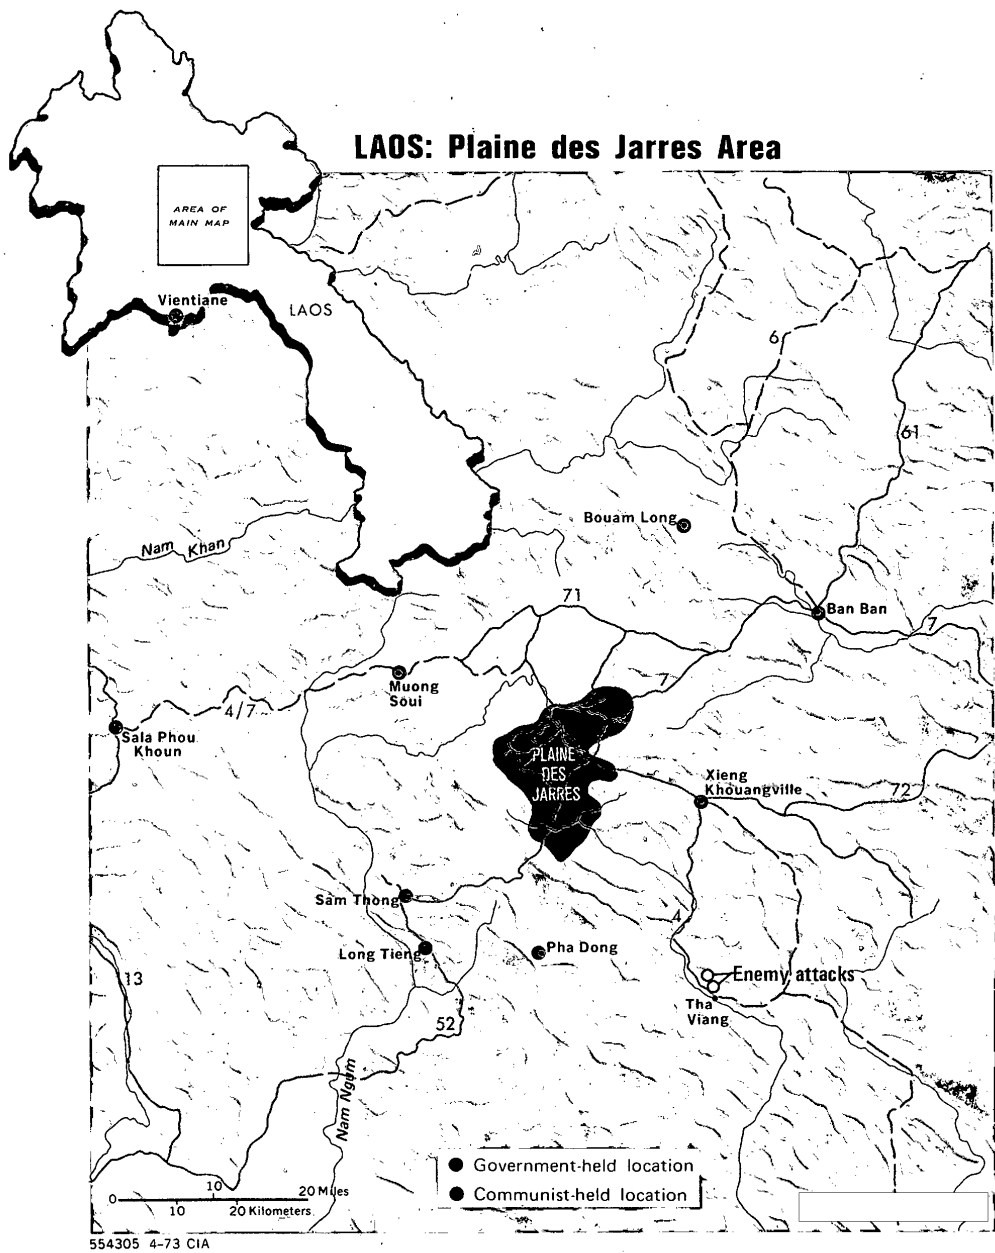 LAOS: Plaine des Jarres Area
AREA OF
MAIN MAP
Vientiane
LAOS
6
61
Bouam Long
Nam Khan
71
Ban Ban
7
Muong
Soui
7
4/7
Sala Phou
Khoun
PLAINE
DES
JARRES
Xieng
Khouangville
72
Sam Thong
4
Long Tieng
Pha Dong
13
Enemy attacks
Tha
Viang
52
Nam Ngum
Government-held location
Communist-held location
0 10 20 Miles
10 20 Kilometers
554305 4-73 CIA